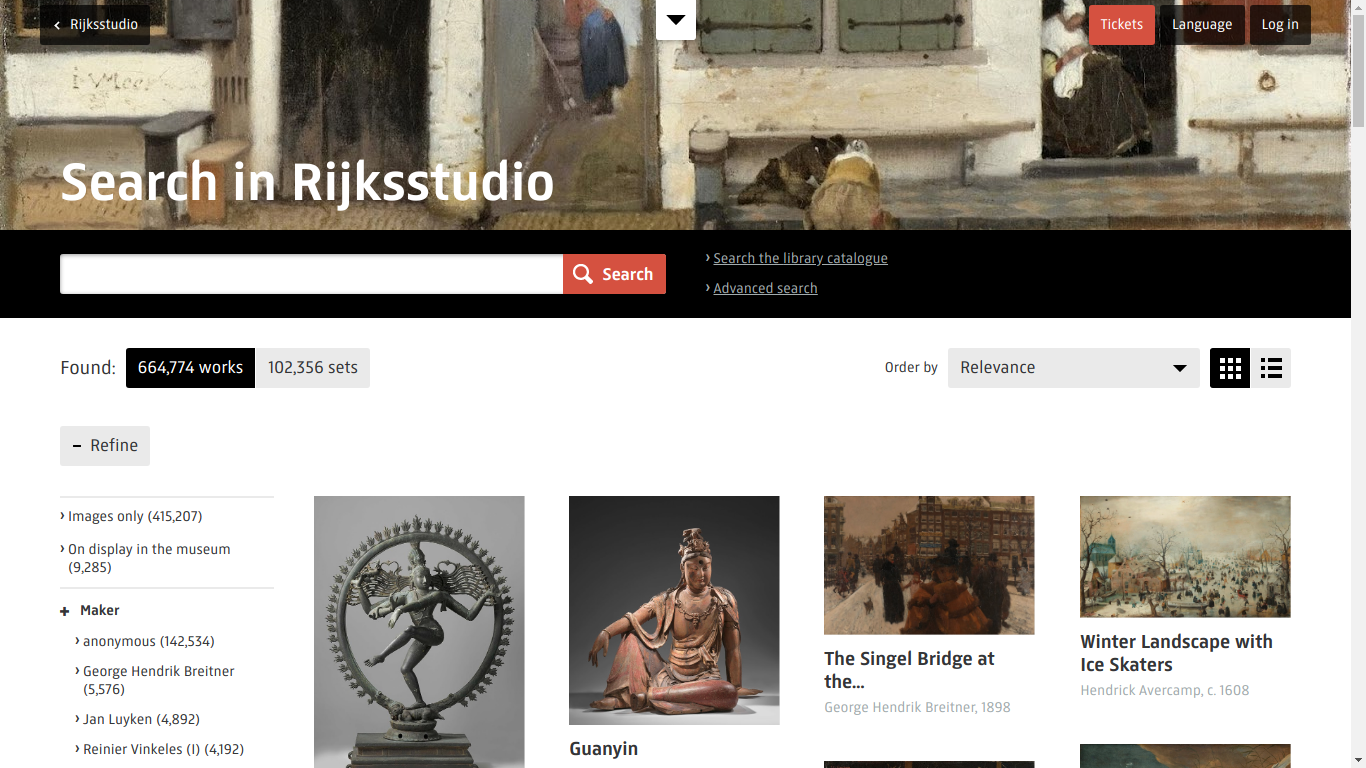 Rijksstudio
Tickets
Language
Log in
i·Meer
Search in Rijksstudio
Search
Search the library catalogue
Advanced search
Found:
664,774 works
102,356 sets
Order by
Relevance
Refine
Images only (415,207)
On display in the museum
(9,285)
Maker
anonymous (142,534)
George Hendrik Breitner
(5,576)
Jan Luyken (4,892)
Reinier Vinkeles (I) (4,192)
Guanyin
The Singel Bridge at
the...
George Hendrik Breitner, 1898
Winter Landscape with
Ice Skaters
Hendrick Avercamp, c. 1608